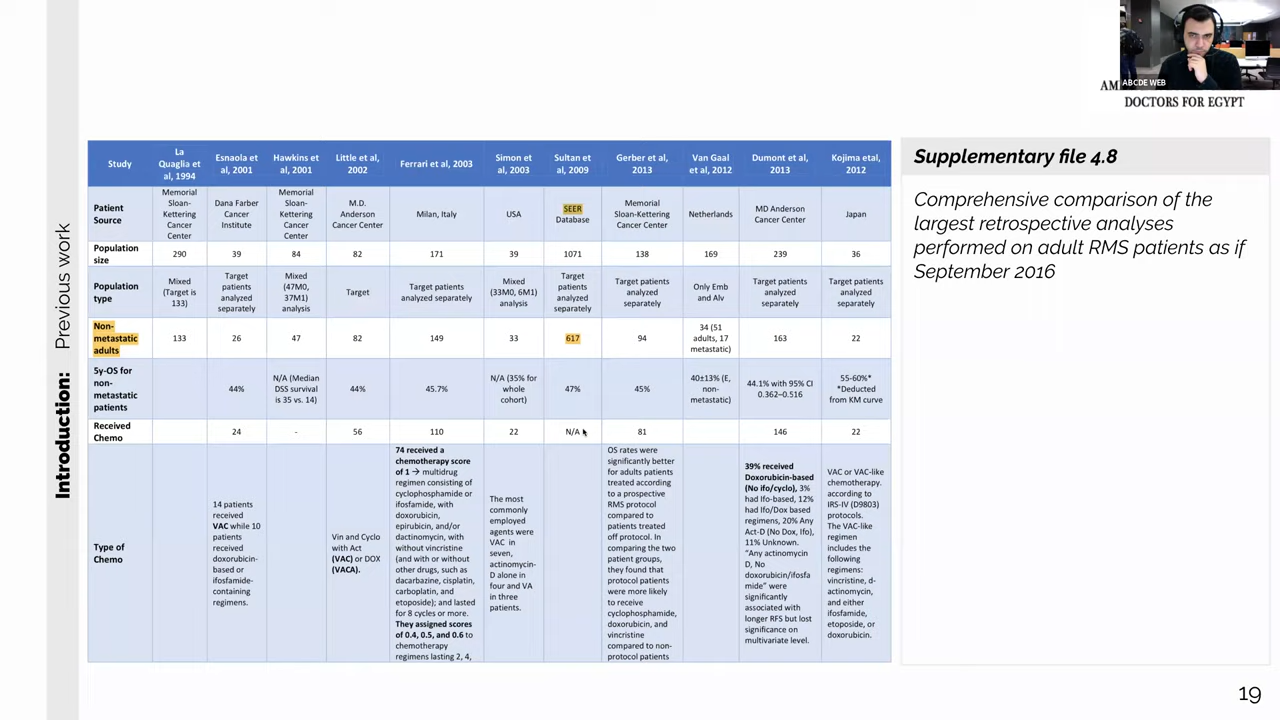 ABCDE WEB
AM
DOCTORS FOR EGYPT
Introduction: Previous work
Study
La
Quaglia et
al, 1994
Esnaola et
al, 2001
Hawkins et
al, 2001
Little et al,
2002
Ferrari et al, 2003
Simon et
al, 2003
Sultan et
al, 2009
Gerber et al,
2013
Van Gaal
et al, 2012
Dumont et al,
2013
Kojima etal,
2012
Patient
Source
Memorial
Sloan-
Kettering
Cancer
Center
Dana Farber
Cancer
Institute
Memorial
Sloan-
Kettering
Cancer
Center
M.D.
Anderson
Cancer Center
Milan, Italy
USA
SEER
Database
Memorial
Sloan-Kettering
Cancer Center
Netherlands
MD Anderson
Cancer Center
Japan
Population
size
290
39
84
82
171
39
1071
138
169
239
36
Population
type
Mixed
(Target is
133)
Target
patients
analyzed
separately
Mixed
(47M0,
37M1)
analysis
Target
Target patients
analyzed separately
Mixed
(33M0, 6M1)
analysis
Target
patients
analyzed
separately
Target patients
analyzed
separately
Only Emb
and Alv
Target patients
analyzed
separately
Target patients
analyzed
separately
Non-
metastatic
adults
133
26
47
82
149
33
617
94
34 (51
adults, 17
metastatic)
163
22
5y-OS for
non-
metastatic
patients
44%
N/A (Median
DSS survival
is 35 vs. 14)
44%
45.7%
N/A (35% for
whole
cohort)
47%
45%
40±13% (E,
non-
metastatic)
44.1% with 95% CI
0.362–0.516
55-60%*
*Deducted
from KM curve
Received
Chemo
24
-
56
110
22
N/A
81
146
22
Type of
Chemo
14 patients
received
VAC while 10
patients
received
doxorubicin-
based or
ifosfamide-
containing
regimens.
Vin and Cyclo
with Act
(VAC) or DOX
(VACA).
74 received a
chemotherapy score
of 1 → multidrug
regimen consisting of
cyclophosphamide or
ifosfamide, with
doxorubicin,
epirubicin, and/or
dactinomycin, with
without vincristine
(and with or without
other drugs, such as
dacarbazine, cisplatin,
carboplatin, and
etoposide); and lasted
for 8 cycles or more.
They assigned scores
of 0.4, 0.5, and 0.6 to
chemotherapy
regimens lasting 2, 4,
The most
commonly
employed
agents were
VAC in
seven,
actinomycin-
D alone in
four and VA
in three
patients.
OS rates were
significantly better
for adults patients
treated according
to a prospective
RMS protocol
compared to
patients treated
off protocol. In
comparing the two
patient groups,
they found that
protocol patients
were more likely
to receive
cyclophosphamide,
doxorubicin, and
vincristine
compared to non-
protocol patients
39% received
Doxorubicin-based
(No ifo/cyclo), 3%
had Ifo-based, 12%
had Ifo/Dox based
regimens, 20% Any
Act-D (No Dox, Ifo),
11% Unknown.
"Any actinomycin
D, No
doxorubicin/ifosfa
mide" were
significantly
associated with
longer RFS but lost
significance on
multivariate level.
VAC or VAC-like
chemotherapy.
according to
IRS-IV (D9803)
protocols.
The VAC-like
regimen
includes the
following
regimens:
vincristine, d-
actinomycin,
and either
ifosfamide,
etoposide, or
doxorubicin.
Supplementary file 4.8
Comprehensive comparison of the
largest retrospective analyses
performed on adult RMS patients as if
September 2016
19